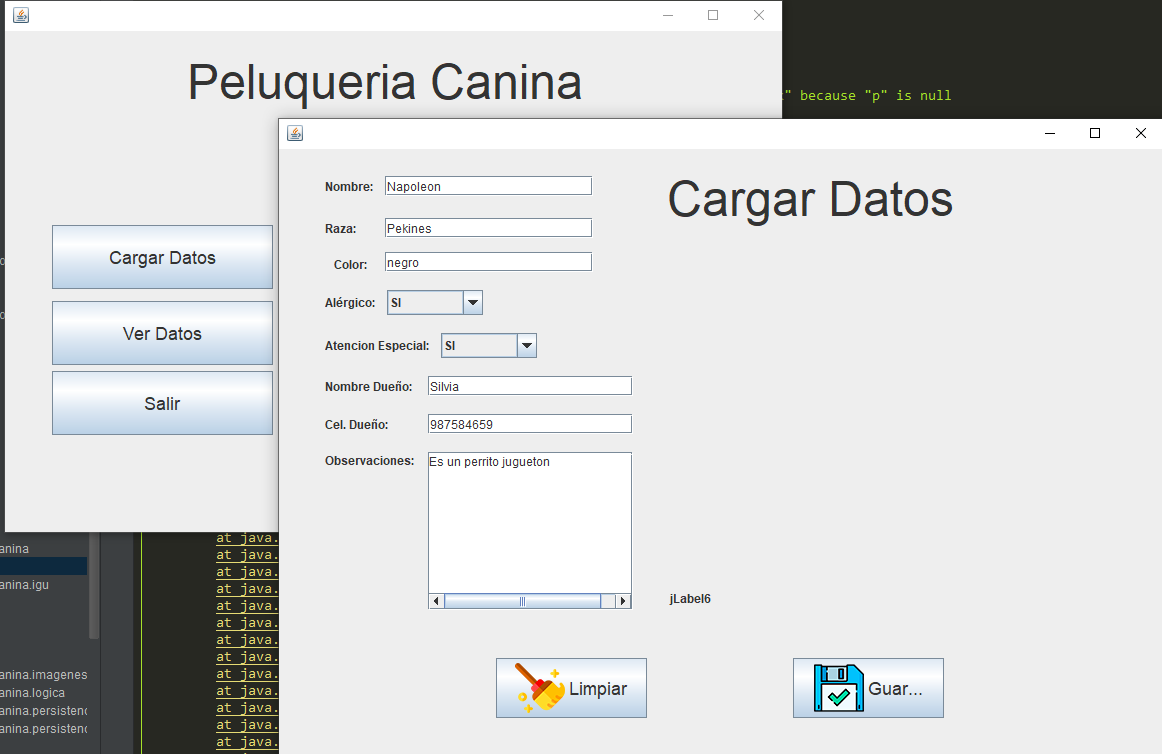 Peluqueria Canina
" because "p" is null
Cargar Datos
Ver Datos
Salir
Cargar Datos
Nombre: Napoleon
Raza: Pekines
Color: negro
Alérgico: SI
Atencion Especial: SI
Nombre Dueño: Silvia
Cel. Dueño: 987584659
Observaciones: Es un perrito jugueton
jLabel6
Limpiar
Guar...
anina
anina.igu
anina.imagenes
anina.logica
anina.persistenc
anina.persistenc
at java.
at java.
at java.
at java.
at java.
at java.
at java.
at java.
at java.
at java.
at java.
at java.
at java.